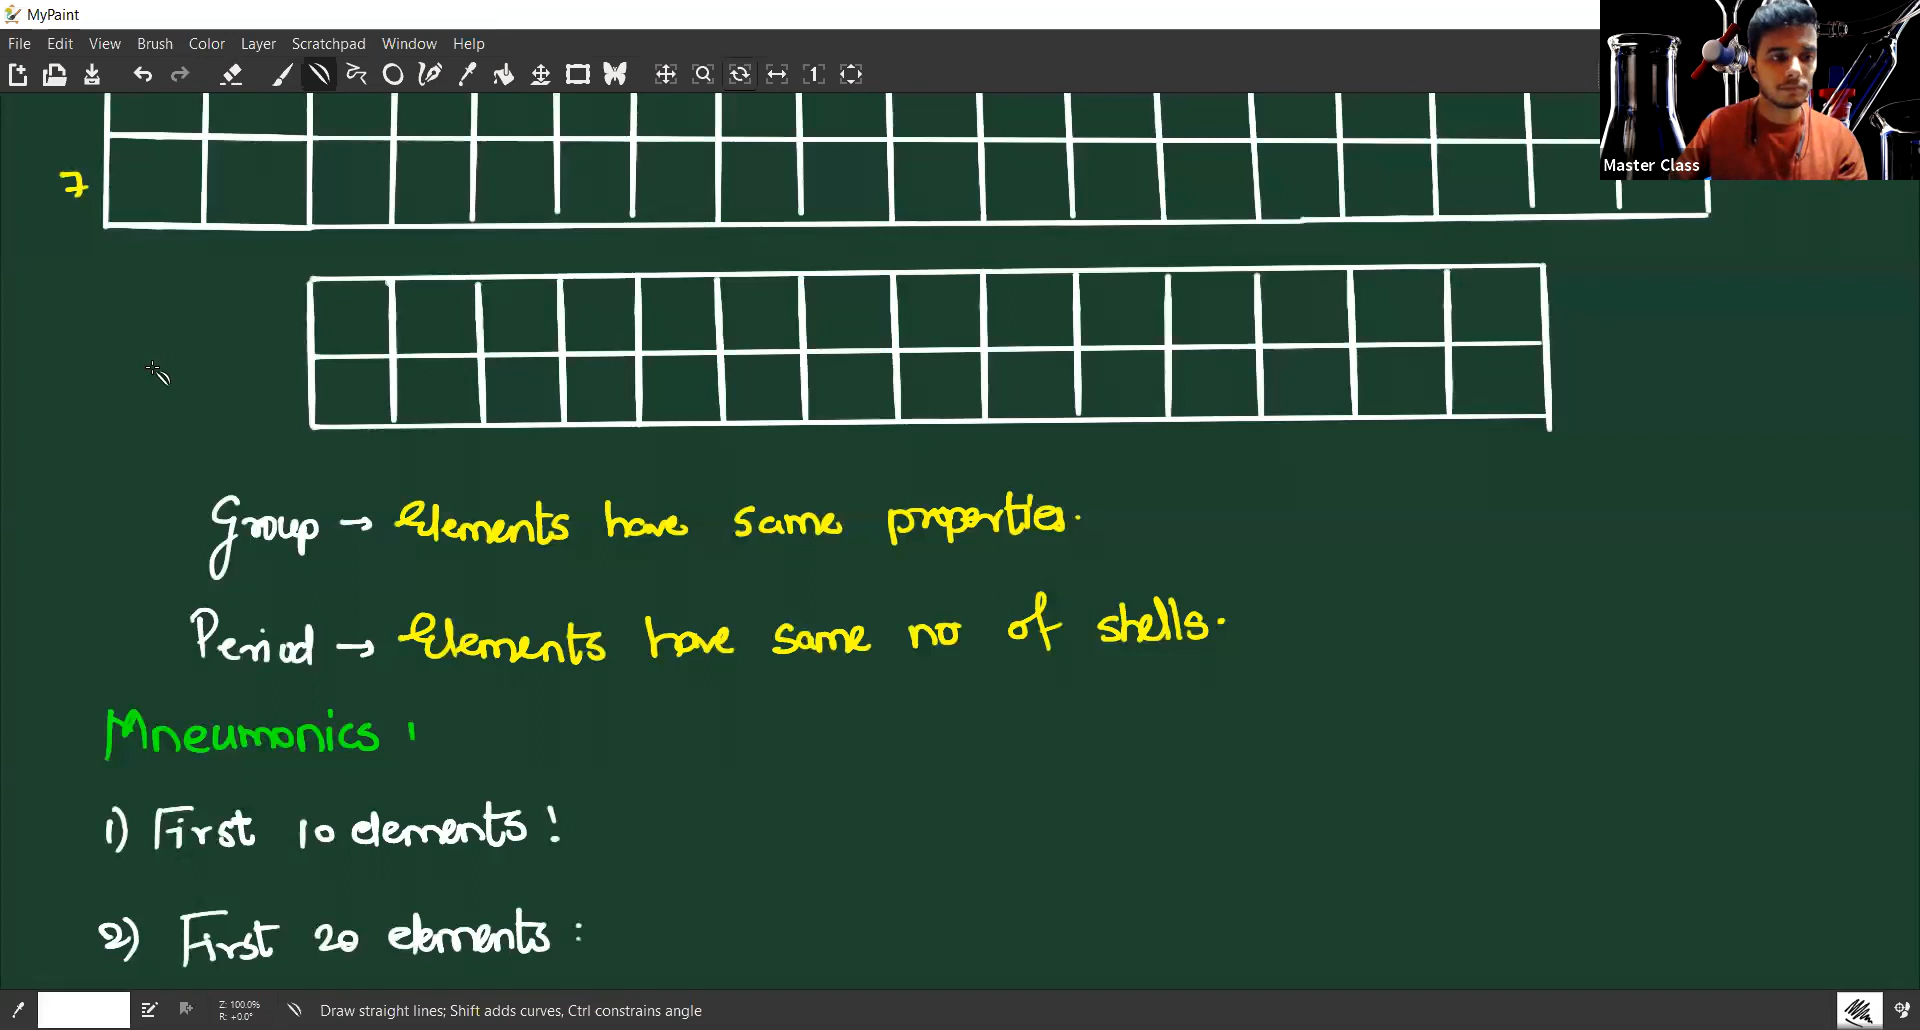 MyPaint
File Edit View Brush Color Layer Scratchpad Window Help
Master Class
7
Group → Elements have same properties.
Period → Elements have same no of shells.
Mneumonics :
1) First 10 elements :
2) First 20 elements :
Z: 100.0%
R: +0.0°
Draw straight lines; Shift adds curves, Ctrl constrains angle